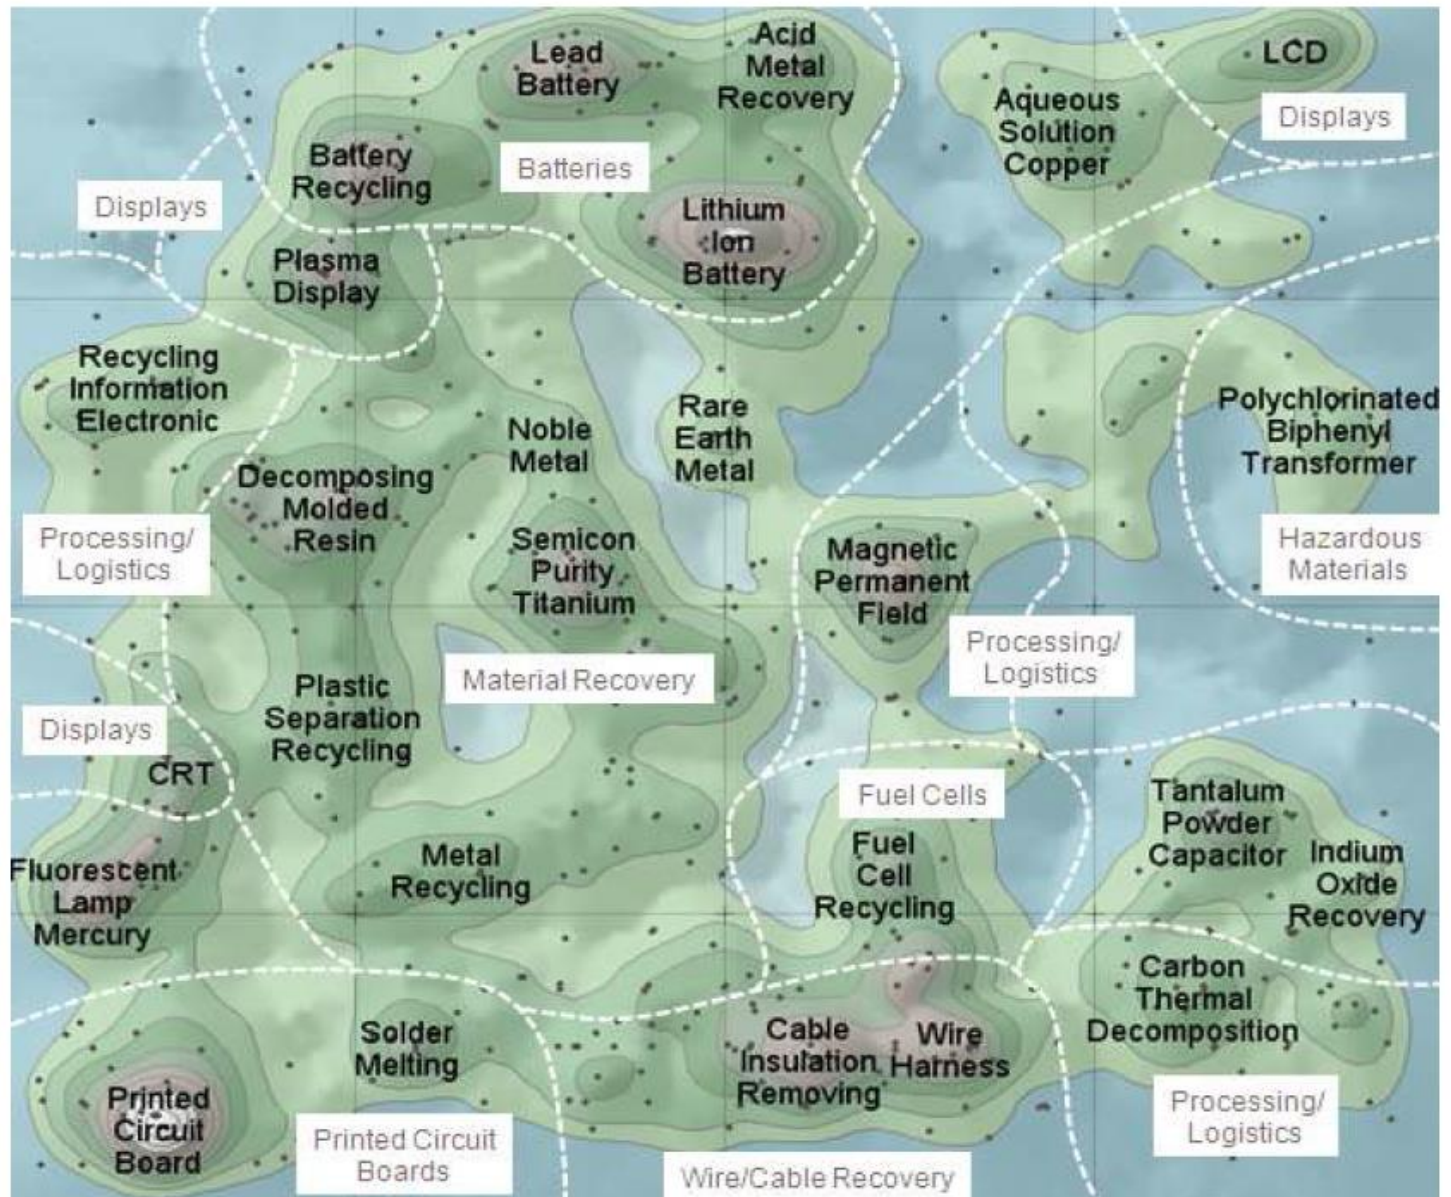 Lead
Battery
Acid
Metal
Recovery
LCD
Aqueous
Solution
Copper
Displays
Battery
Recycling
Batteries
Displays
Lithium
Ion
Battery
Plasma
Display
Recycling
Information
Electronic
Noble
Metal
Rare
Earth
Metal
Polychlorinated
Biphenyl
Transformer
Decomposing
Molded
Resin
Processing/
Logistics
Semicon
Purity
Titanium
Magnetic
Permanent
Field
Hazardous
Materials
Processing/
Logistics
Material Recovery
Plastic
Separation
Recycling
Displays
CRT
Fuel Cells
Tantalum
Powder
Capacitor
Indium
Oxide
Recovery
Fluorescent
Lamp
Mercury
Metal
Recycling
Fuel
Cell
Recycling
Carbon
Thermal
Decomposition
Solder
Melting
Cable
Insulation
Removing
Wire
Harness
Printed
Circuit
Board
Printed Circuit
Boards
Processing/
Logistics
Wire/Cable Recovery